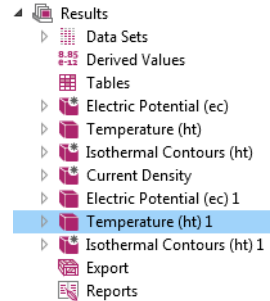 Results
Data Sets
8.85
e-12 Derived Values
Tables
Electric Potential (ec)
Temperature (ht)
Isothermal Contours (ht)
Current Density
Electric Potential (ec) 1
Temperature (ht) 1
Isothermal Contours (ht) 1
Export
Reports